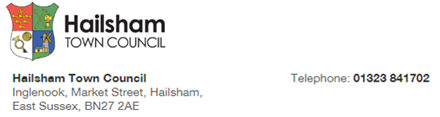 Hailsham
TOWN COUNCIL
Hailsham Town Council
Inglenook, Market Street, Hailsham,
East Sussex, BN27 2AE
Telephone: 01323 841702